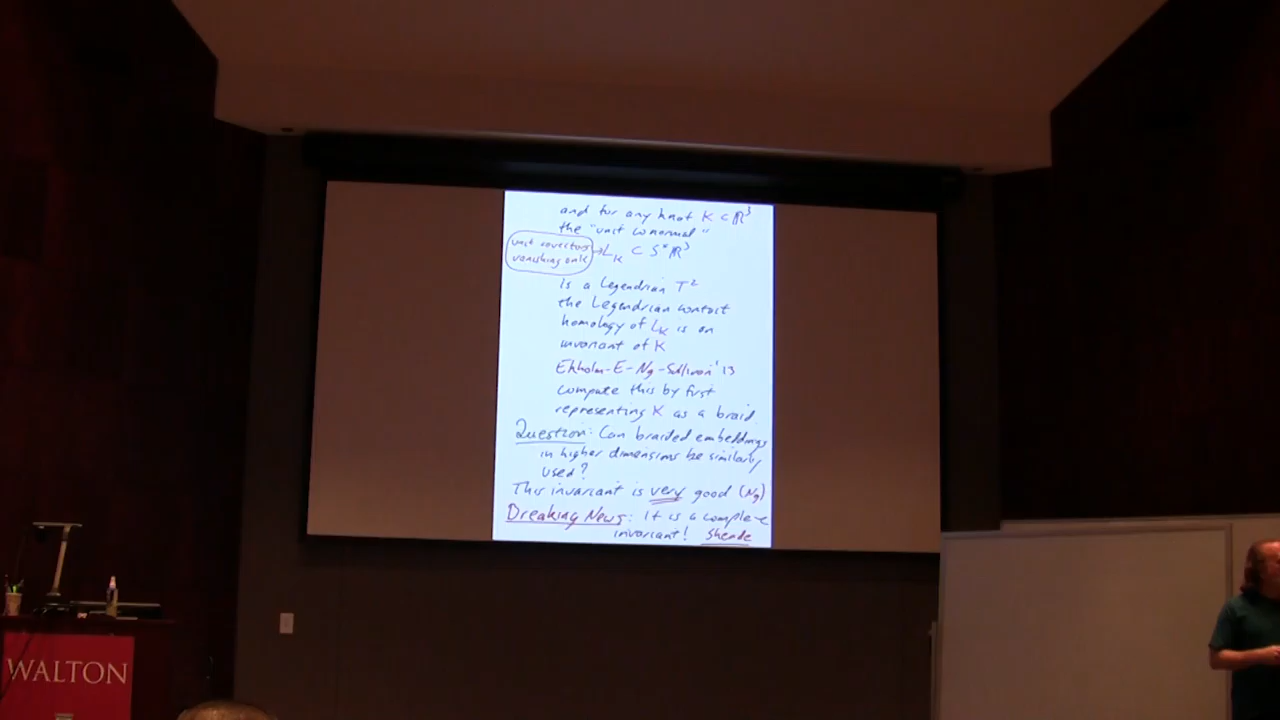 and for any knot K ⊂ ℝ³
the "unit conormal"
unit covectors
vanishing on K
→ L_K ⊂ S*ℝ³
is a Legendrian T²
the Legendrian contact
homology of L_K is an
invariant of K
Ekholm-E-Ng-Sullivan '13
compute this by first
representing K as a braid
Question: Can braided embeddings
in higher dimensions be similarly
used?
This invariant is very good (Ng)
Breaking News: It is a complete
invariant! Shende
WALTON